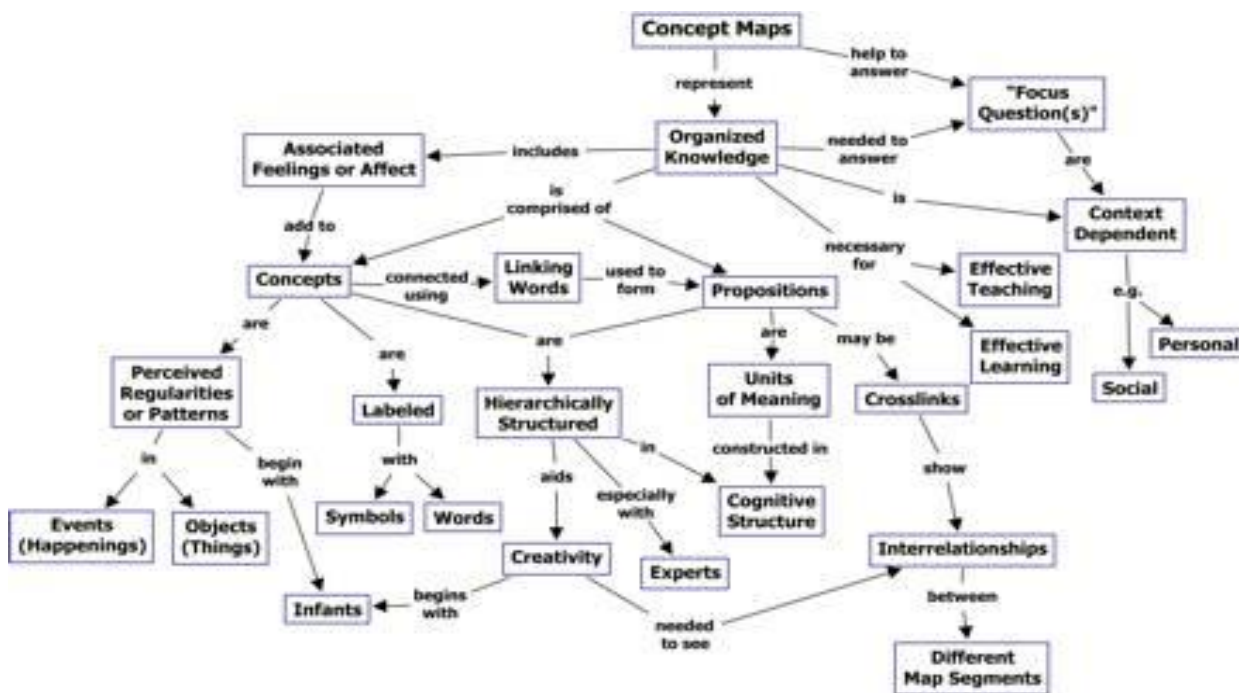 Concept Maps
help to
answer
represent
"Focus
Question(s)"
Organized
Knowledge
needed to
answer
Associated
Feelings or Affect
includes
are
is
comprised of
is
Context
Dependent
add to
necessary
for
Concepts
connected
using
Linking
Words
used to
form
Propositions
Effective
Teaching
e.g.
are
are
are
are
may be
Effective
Learning
Personal
Social
Perceived
Regularities
or Patterns
Labeled
Hierarchically
Structured
Units
of Meaning
Crosslinks
in
begin
with
with
aids
in
constructed in
show
especially
with
Events
(Happenings)
Objects
(Things)
Symbols
Words
Cognitive
Structure
Creativity
Experts
Interrelationships
Infants
begins
with
needed
to see
between
Different
Map Segments